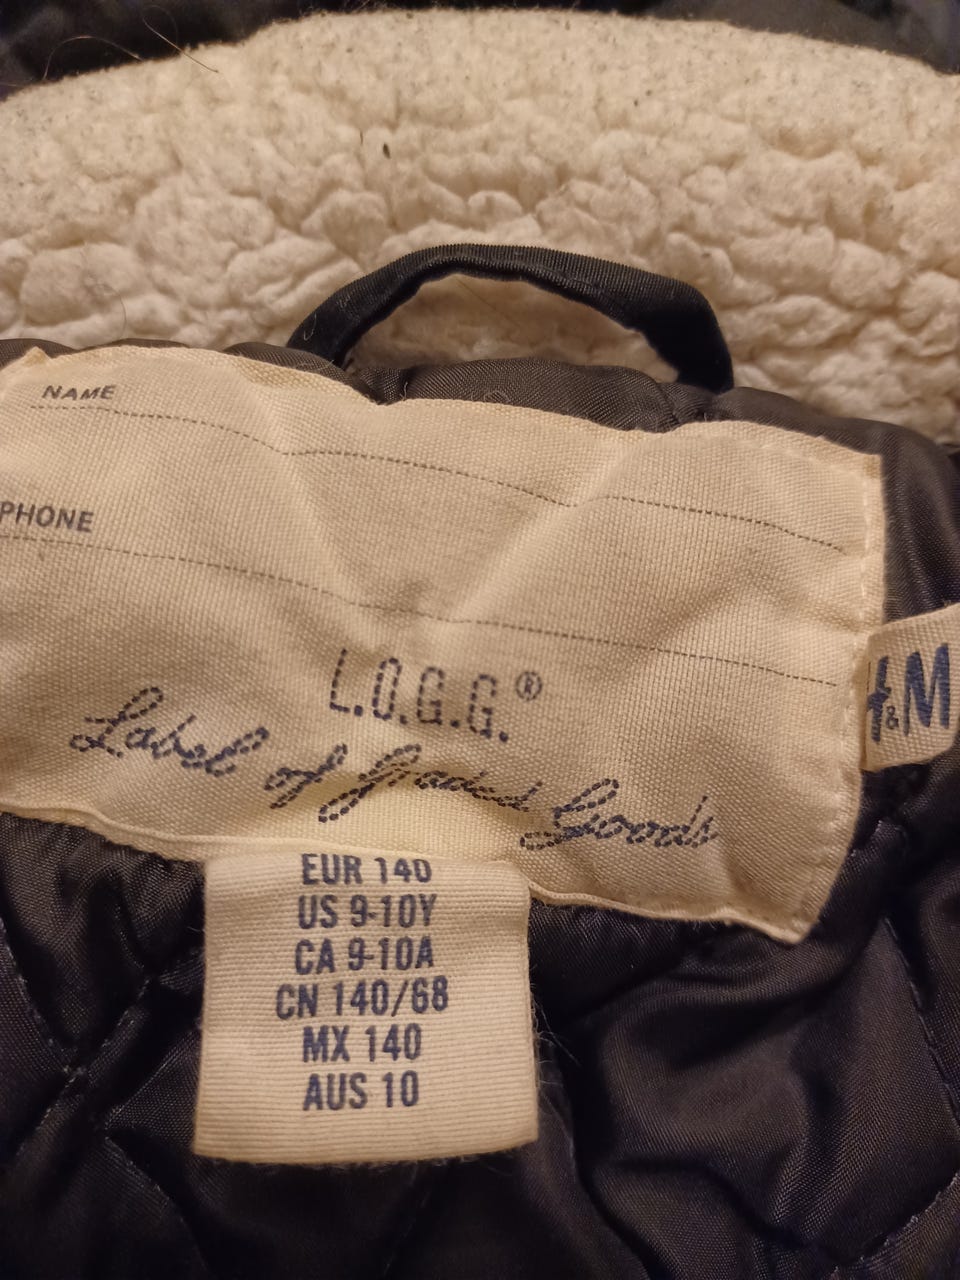 NAME
PHONE
L.O.G.G.®
Label of Graded Goods
H&M
EUR 140
US 9-10Y
CA 9-10A
CN 140/68
MX 140
AUS 10